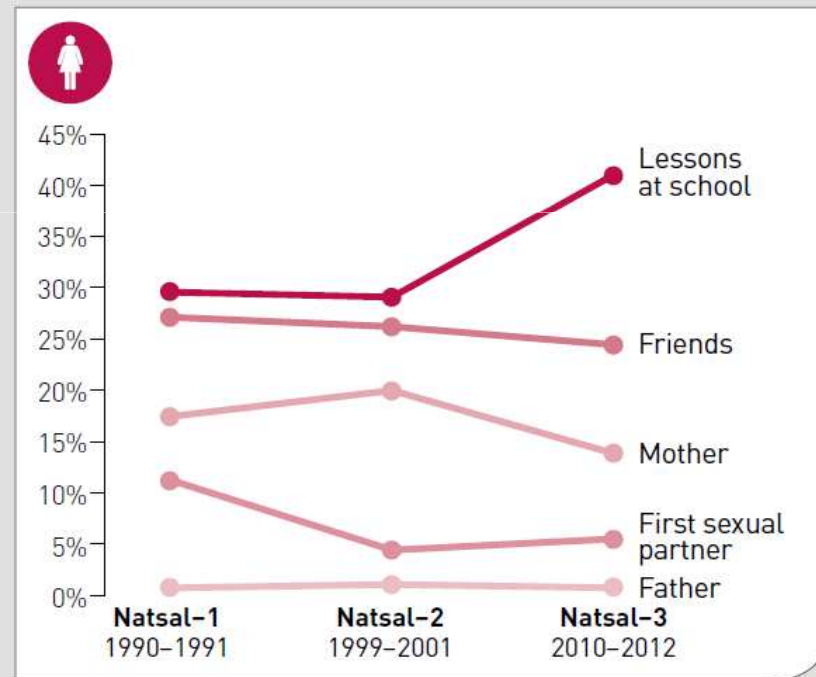 45%
40%
35%
30%
25%
20%
15%
10%
5%
0%
Lessons
at school
Friends
Mother
First sexual
partner
Father
Natsal–1
1990–1991
Natsal–2
1999–2001
Natsal–3
2010–2012